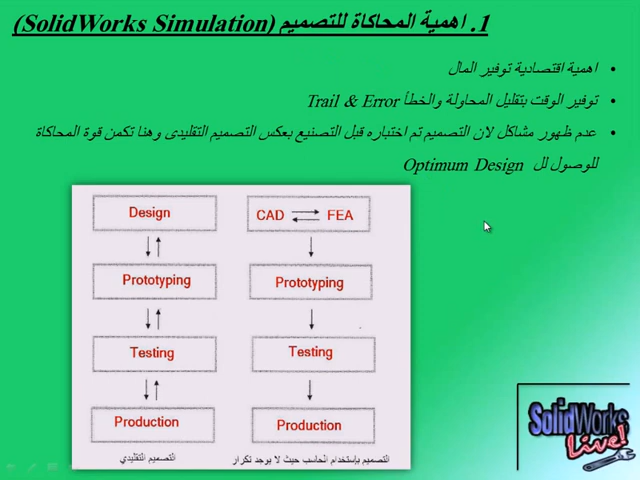 1. اهمية المحاكاة للتصميم (SolidWorks Simulation)
• اهمية اقتصادية توفير المال
• توفير الوقت بتقليل المحاولة والخطأ Trail & Error
• عدم ظهور مشاكل لان التصميم تم اختباره قبل التصنيع بعكس التصميم التقليدى وهنا تكمن قوة المحاكاة
للوصول لل Optimum Design
Design
Prototyping
Testing
Production
التصميم التقليدي
CAD FEA
Prototyping
Testing
Production
التصميم بإستخدام الحاسب حيث لا يوجد تكرار
SolidWorks
Live!